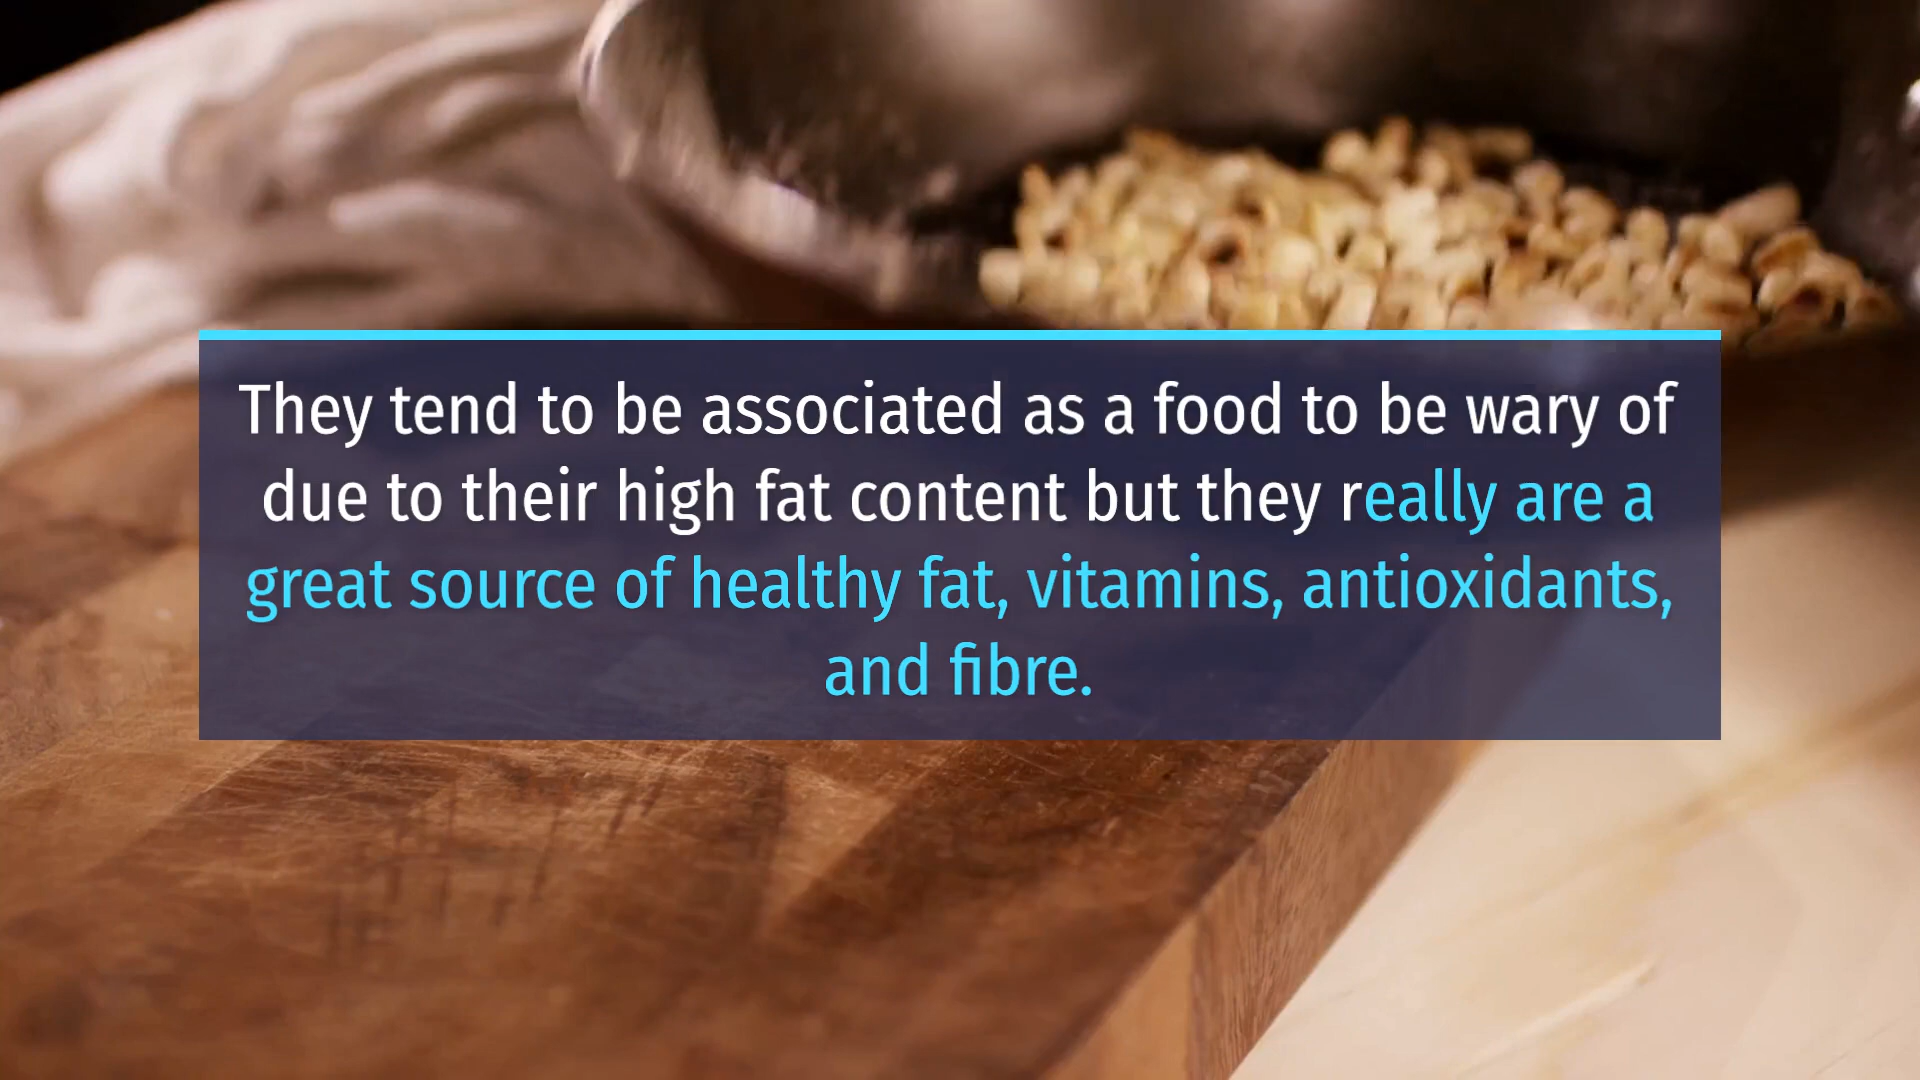 They tend to be associated as a food to be wary of
due to their high fat content but they really are a
great source of healthy fat, vitamins, antioxidants,
and fibre.